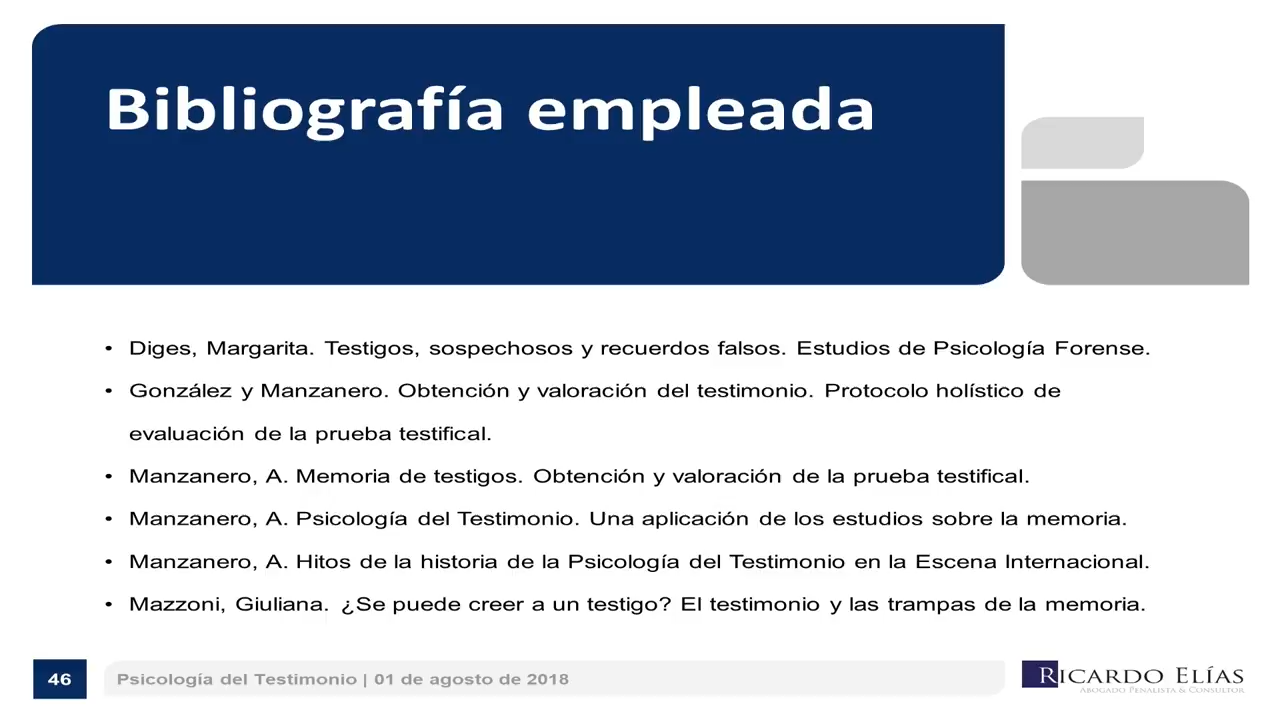 Bibliografía empleada
• Diges, Margarita. Testigos, sospechosos y recuerdos falsos. Estudios de Psicología Forense.
• González y Manzanero. Obtención y valoración del testimonio. Protocolo holístico de
evaluación de la prueba testifical.
• Manzanero, A. Memoria de testigos. Obtención y valoración de la prueba testifical.
• Manzanero, A. Psicología del Testimonio. Una aplicación de los estudios sobre la memoria.
• Manzanero, A. Hitos de la historia de la Psicología del Testimonio en la Escena Internacional.
• Mazzoni, Giuliana. ¿Se puede creer a un testigo? El testimonio y las trampas de la memoria.
46
Psicología del Testimonio | 01 de agosto de 2018
RICARDO ELÍAS
ABOGADO PENALISTA & CONSULTOR